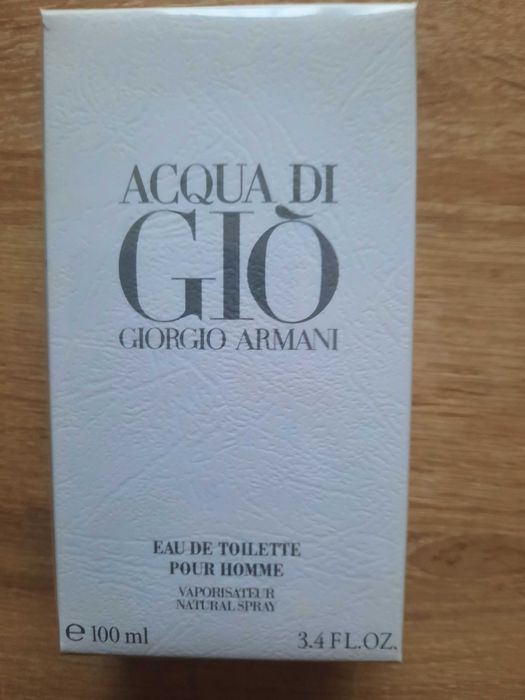 ACQUA DI
GIÒ
GIORGIO ARMANI
EAU DE TOILETTE
POUR HOMME
VAPORISATEUR
NATURAL SPRAY
℮ 100 ml 3.4 FL.OZ.